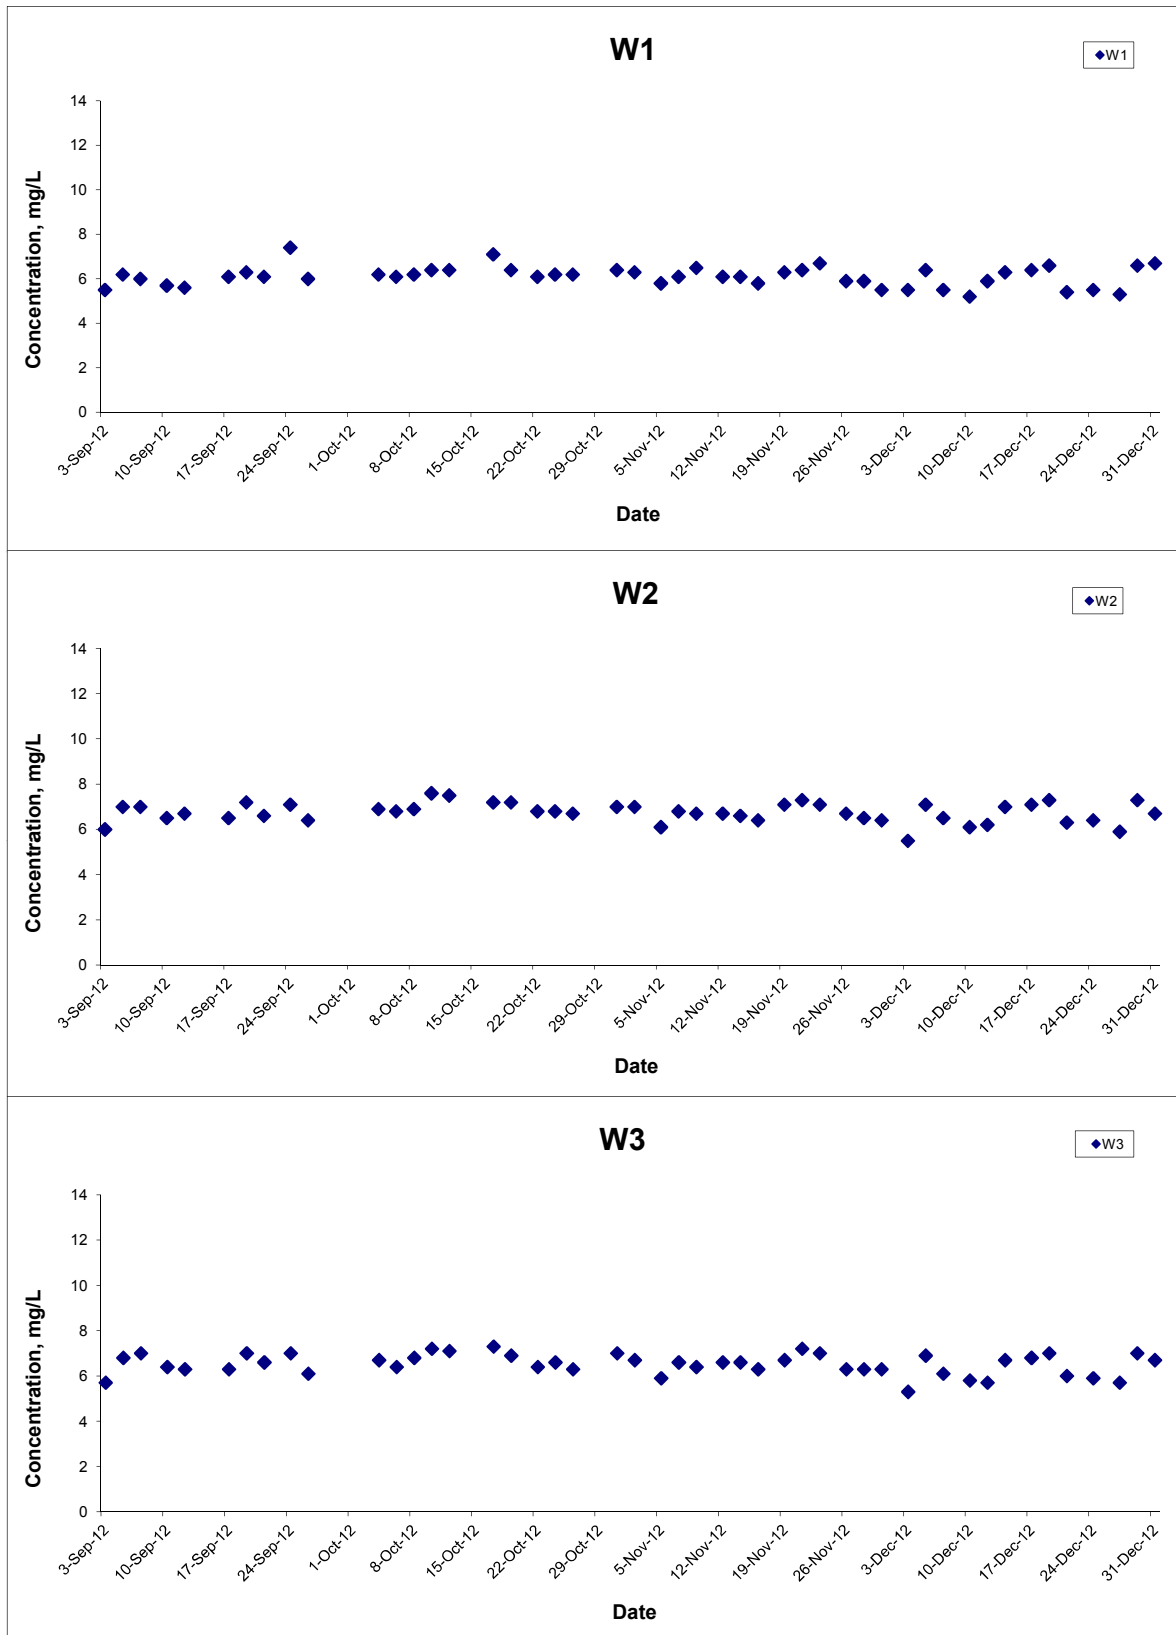 W1
W1
14
12
10
8
6
4
2
0
Concentration, mg/L
3-Sep-12
10-Sep-12
17-Sep-12
24-Sep-12
1-Oct-12
8-Oct-12
15-Oct-12
22-Oct-12
29-Oct-12
5-Nov-12
12-Nov-12
19-Nov-12
26-Nov-12
3-Dec-12
10-Dec-12
17-Dec-12
24-Dec-12
31-Dec-12
Date
W2
W2
14
12
10
8
6
4
2
0
Concentration, mg/L
3-Sep-12
10-Sep-12
17-Sep-12
24-Sep-12
1-Oct-12
8-Oct-12
15-Oct-12
22-Oct-12
29-Oct-12
5-Nov-12
12-Nov-12
19-Nov-12
26-Nov-12
3-Dec-12
10-Dec-12
17-Dec-12
24-Dec-12
31-Dec-12
Date
W3
W3
14
12
10
8
6
4
2
0
Concentration, mg/L
3-Sep-12
10-Sep-12
17-Sep-12
24-Sep-12
1-Oct-12
8-Oct-12
15-Oct-12
22-Oct-12
29-Oct-12
5-Nov-12
12-Nov-12
19-Nov-12
26-Nov-12
3-Dec-12
10-Dec-12
17-Dec-12
24-Dec-12
31-Dec-12
Date